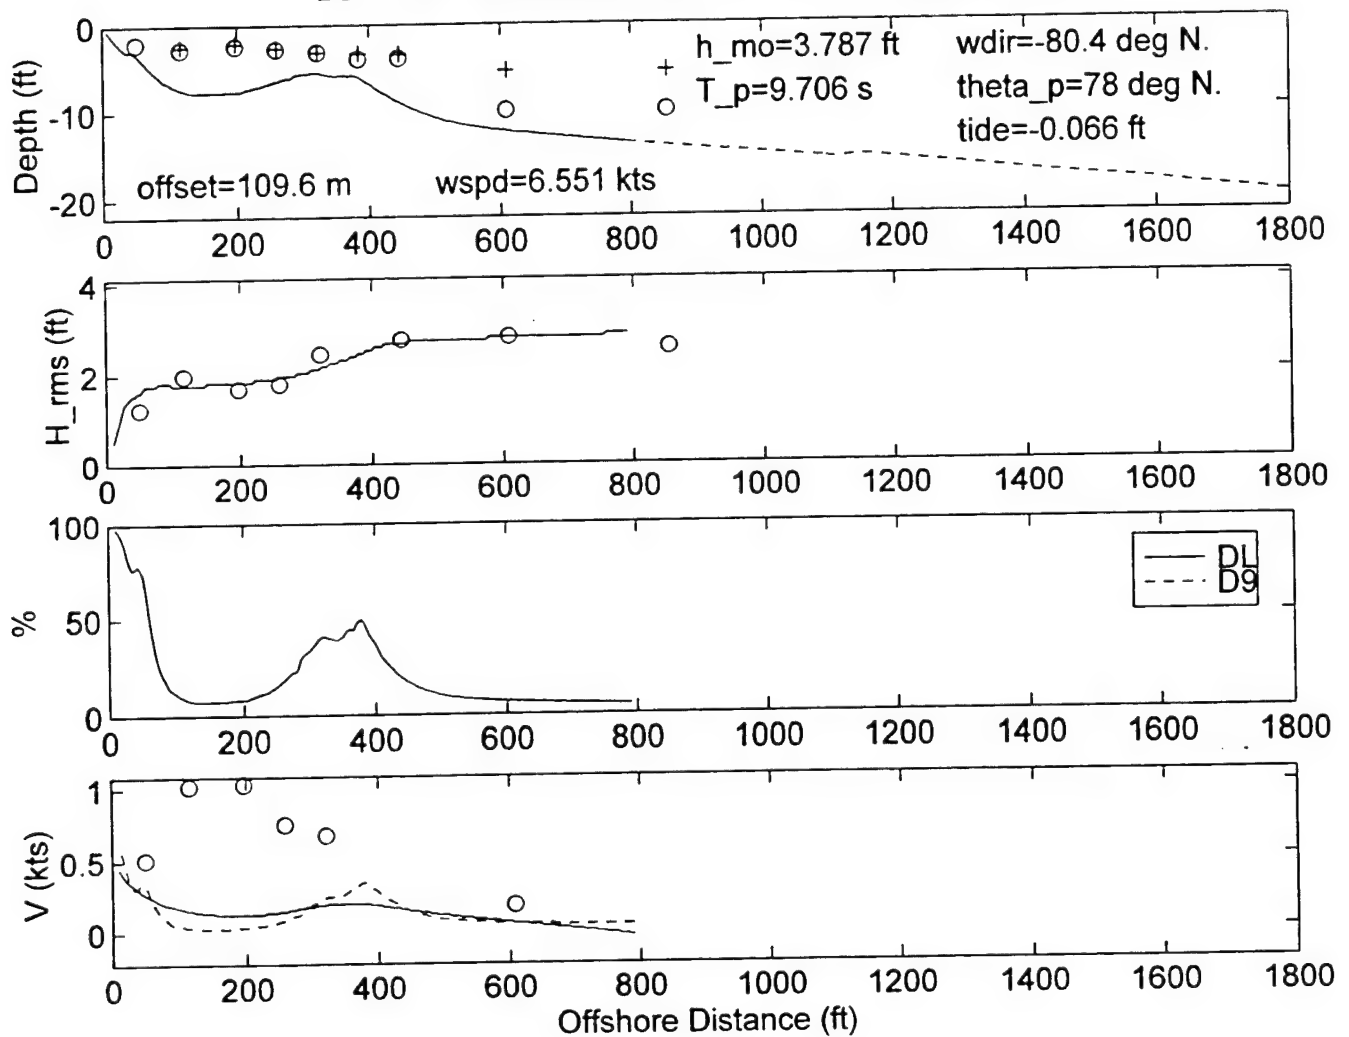 h_mo=3.787 ft
wdir=-80.4 deg N.
T_p=9.706 s
theta_p=78 deg N.
tide=-0.066 ft
offset=109.6 m
wspd=6.551 kts
Depth (ft)
0
-10
-20
0 200 400 600 800 1000 1200 1400 1600 1800
H_rms (ft)
4
2
0
0 200 400 600 800 1000 1200 1400 1600 1800
%
100
50
0
DL
D9
0 200 400 600 800 1000 1200 1400 1600 1800
V (kts)
1
0.5
0
0 200 400 600 800 1000 1200 1400 1600 1800
Offshore Distance (ft)